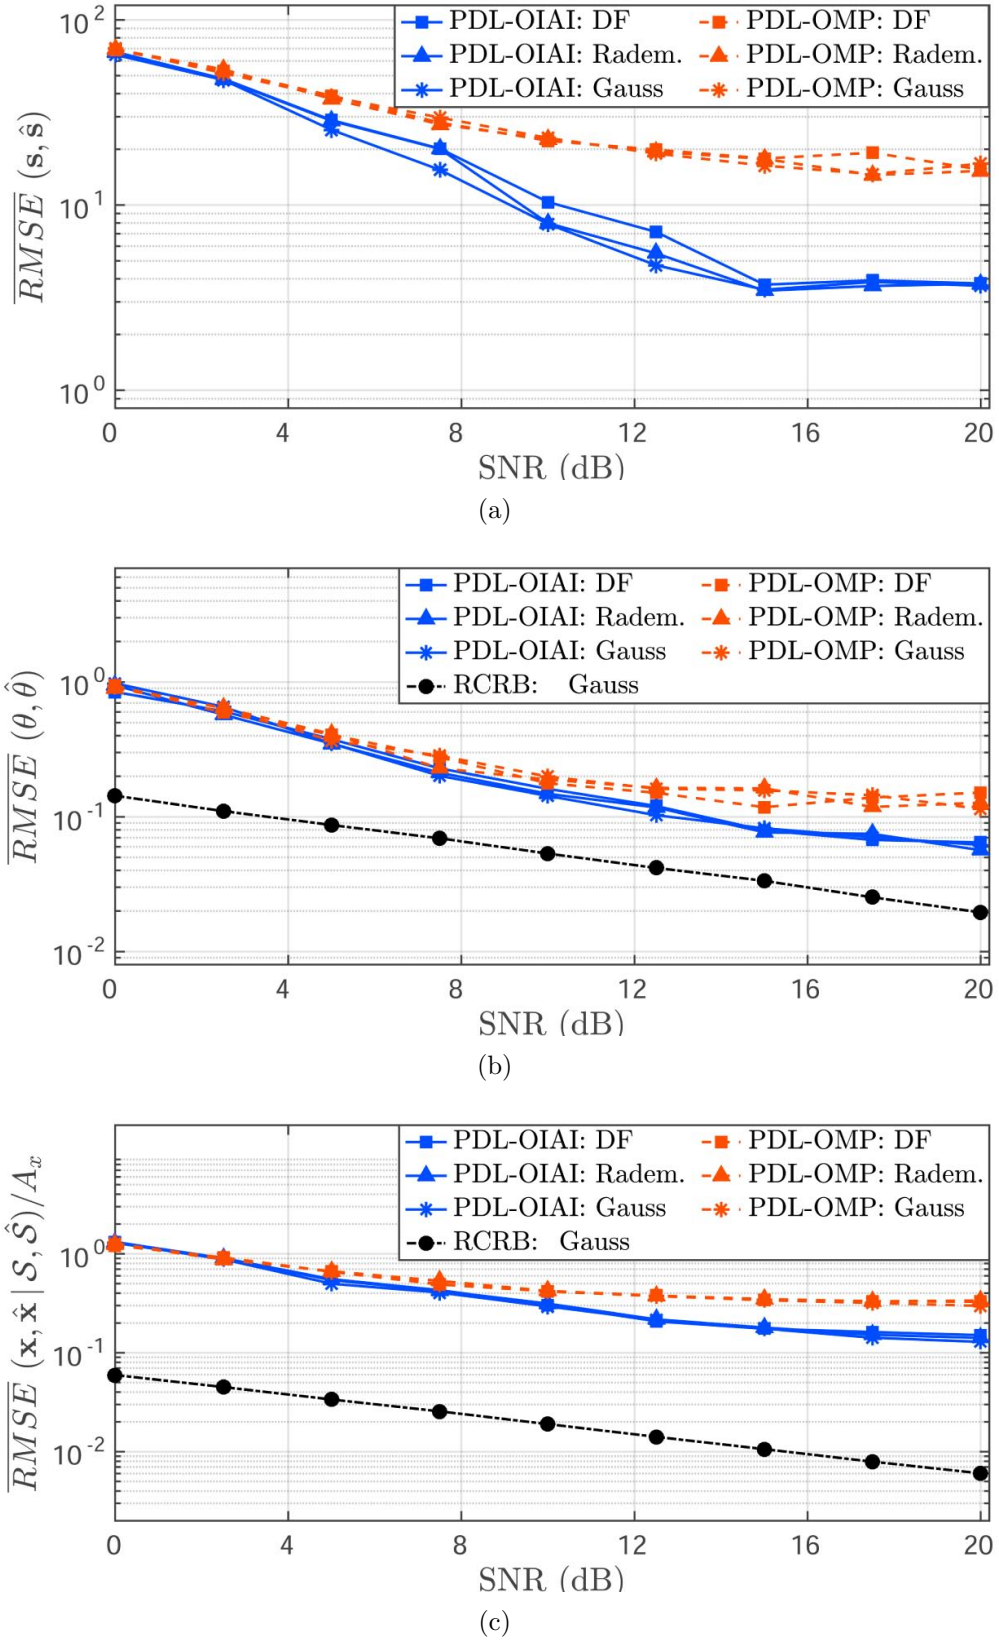 10^2
PDL-OIAI: DF PDL-OMP: DF
PDL-OIAI: Radem. PDL-OMP: Radem.
PDL-OIAI: Gauss PDL-OMP: Gauss
10^1
10^0
\overline{RMSE} (s, ŝ)
0 4 8 12 16 20
SNR (dB)
(a)
PDL-OIAI: DF PDL-OMP: DF
PDL-OIAI: Radem. PDL-OMP: Radem.
PDL-OIAI: Gauss PDL-OMP: Gauss
RCRB: Gauss
10^0
10^-1
10^-2
\overline{RMSE} (θ, θ̂)
0 4 8 12 16 20
SNR (dB)
(b)
PDL-OIAI: DF PDL-OMP: DF
PDL-OIAI: Radem. PDL-OMP: Radem.
PDL-OIAI: Gauss PDL-OMP: Gauss
RCRB: Gauss
10^0
10^-1
10^-2
\overline{RMSE} (x, x̂ | 𝒮, 𝒮̂)/A_x
0 4 8 12 16 20
SNR (dB)
(c)